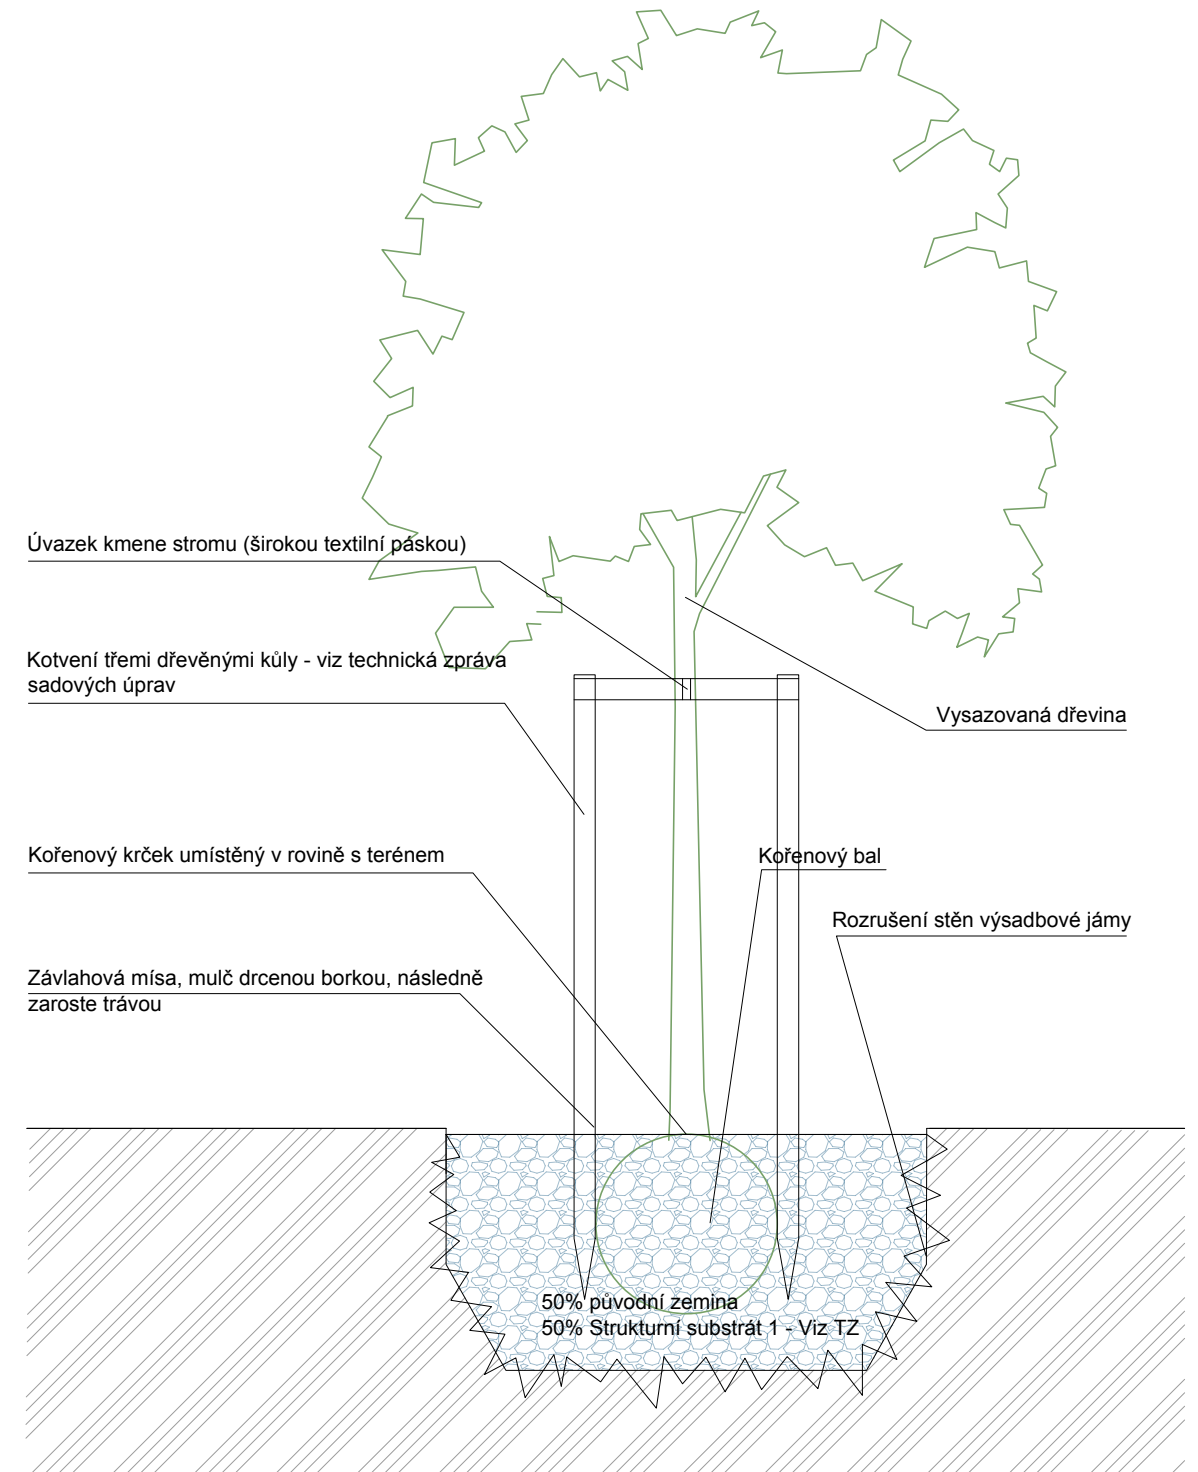 Úvazek kmene stromu (širokou textilní páskou)
Kotvení třemi dřevěnými kůly - viz technická zpráva
sadových úprav
Vysazovaná dřevina
Kořenový krček umístěný v rovině s terénem
Kořenový bal
Rozrušení stěn výsadbové jámy
Závlahová mísa, mulč drcenou borkou, následně
zaroste trávou
50% původní zemina
50% Strukturní substrát 1 - Viz TZ